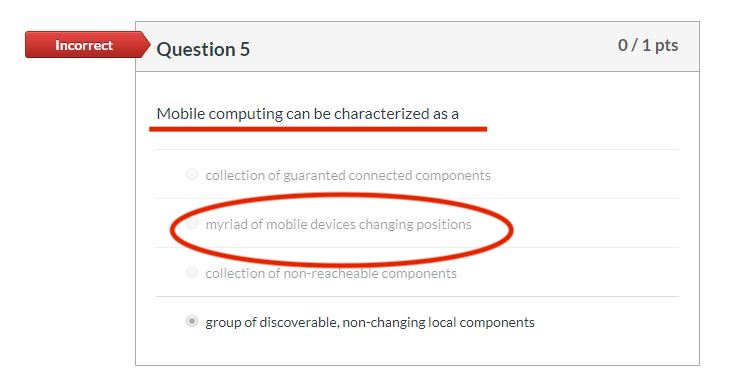 Incorrect
Question 5
0 / 1 pts
Mobile computing can be characterized as a
collection of guaranted connected components
myriad of mobile devices changing positions
collection of non-reacheable components
group of discoverable, non-changing local components